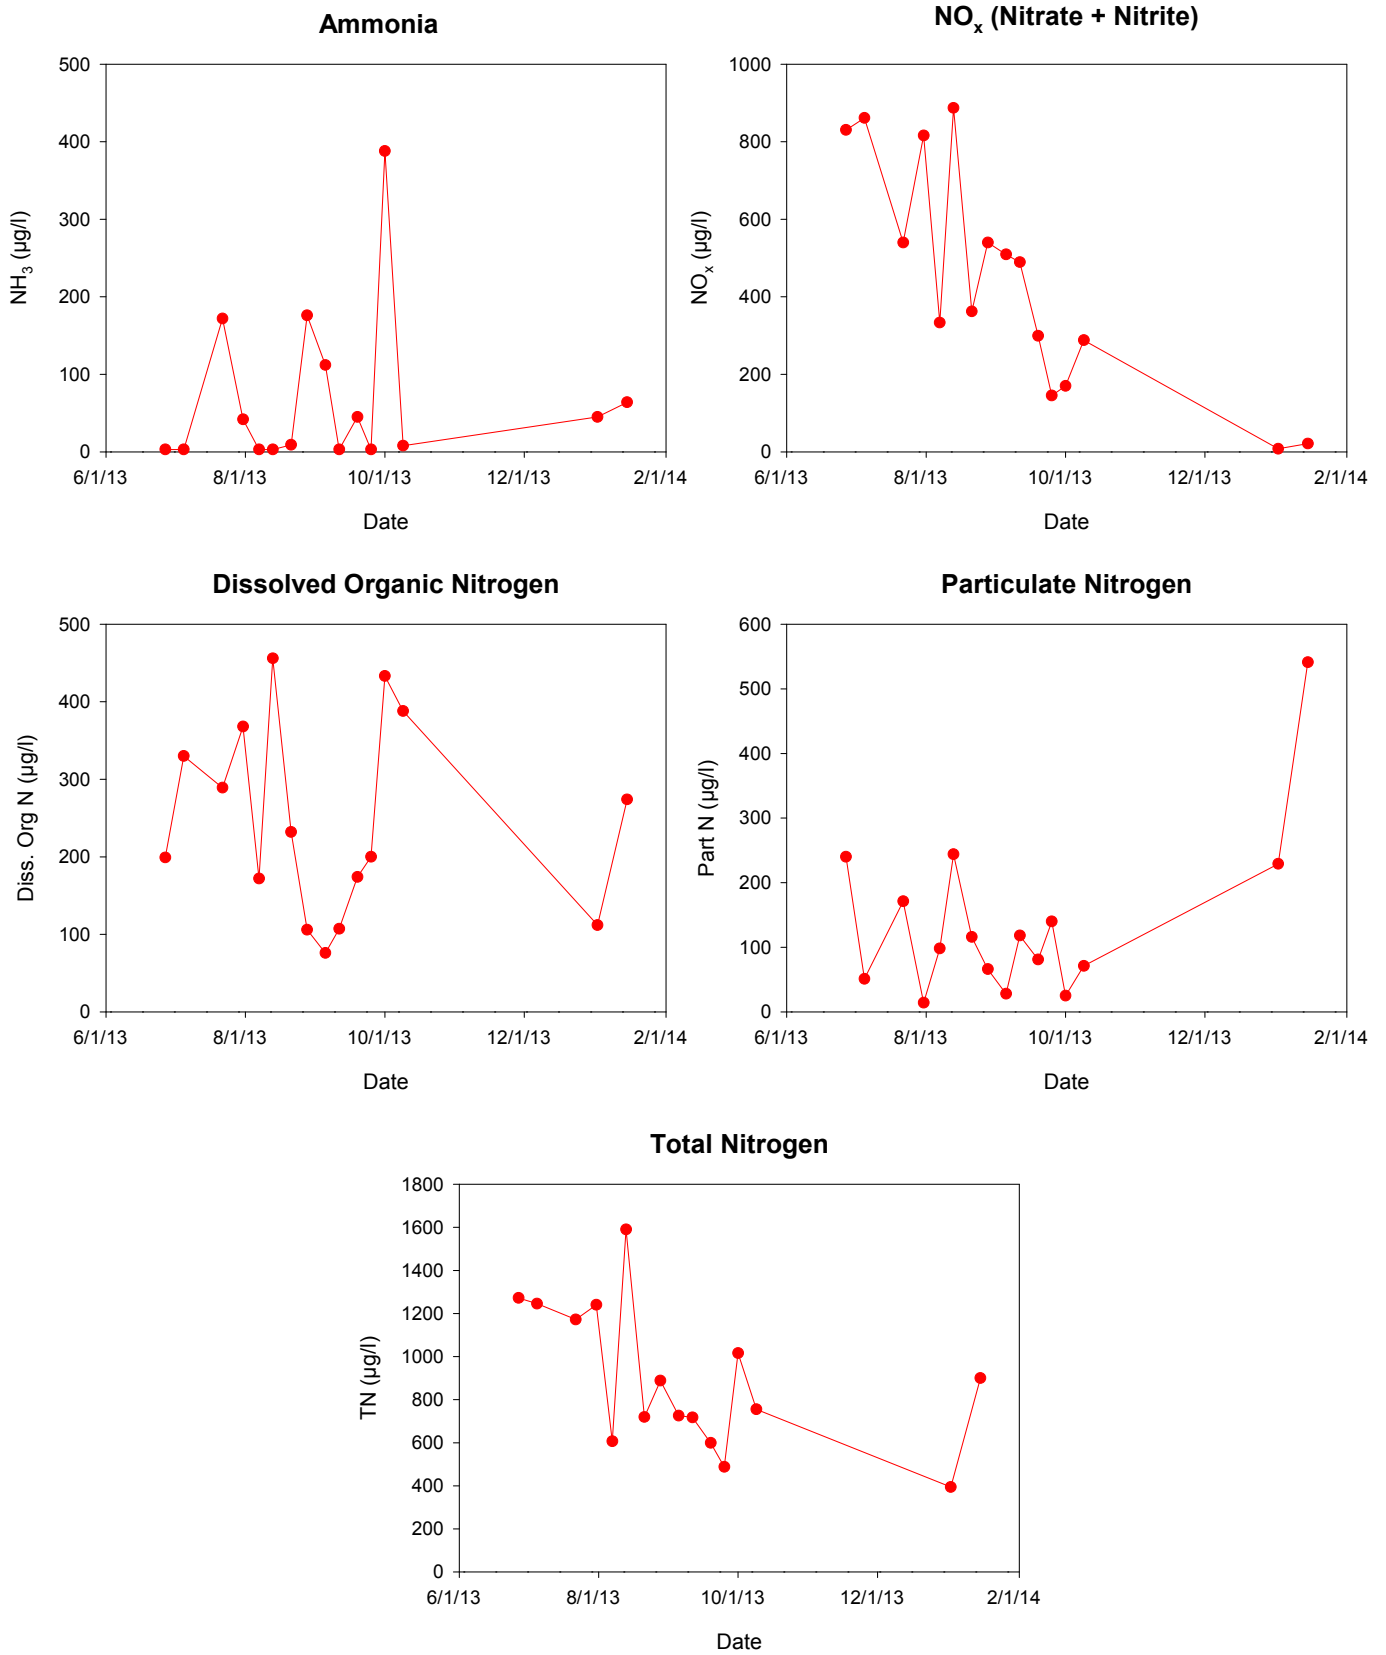 Ammonia
500
400
300
200
100
0
NH3 (µg/l)
6/1/13 8/1/13 10/1/13 12/1/13 2/1/14
Date
NOx (Nitrate + Nitrite)
1000
800
600
400
200
0
NOx (µg/l)
6/1/13 8/1/13 10/1/13 12/1/13 2/1/14
Date
Dissolved Organic Nitrogen
500
400
300
200
100
0
Diss. Org N (µg/l)
6/1/13 8/1/13 10/1/13 12/1/13 2/1/14
Date
Particulate Nitrogen
600
500
400
300
200
100
0
Part N (µg/l)
6/1/13 8/1/13 10/1/13 12/1/13 2/1/14
Date
Total Nitrogen
1800
1600
1400
1200
1000
800
600
400
200
0
TN (µg/l)
6/1/13 8/1/13 10/1/13 12/1/13 2/1/14
Date